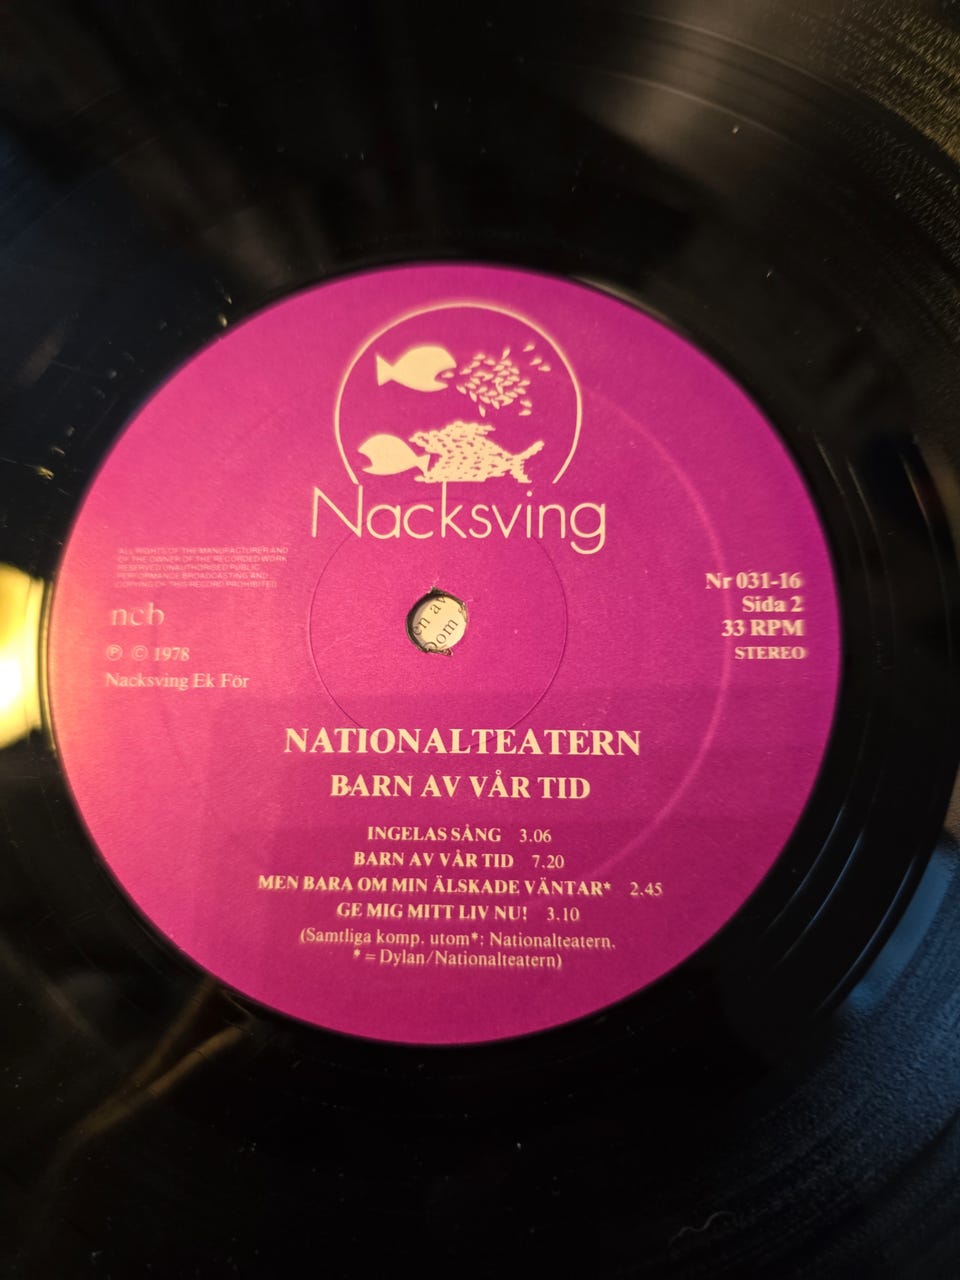 Nacksving
ALL RIGHTS OF THE MANUFACTURER AND
OF THE OWNER OF THE RECORDED WORK
RESERVED UNAUTHORISED PUBLIC
PERFORMANCE BROADCASTING AND
COPYING OF THIS RECORD PROHIBITED
ncb
Ⓟ © 1978
Nacksving Ek För
Nr 031-16
Sida 2
33 RPM
STEREO
en av
Dom
NATIONALTEATERN
BARN AV VÅR TID
INGELAS SÅNG 3.06
BARN AV VÅR TID 7.20
MEN BARA OM MIN ÄLSKADE VÄNTAR* 2.45
GE MIG MITT LIV NU! 3.10
(Samtliga komp. utom*: Nationalteatern.
* = Dylan/Nationalteatern)